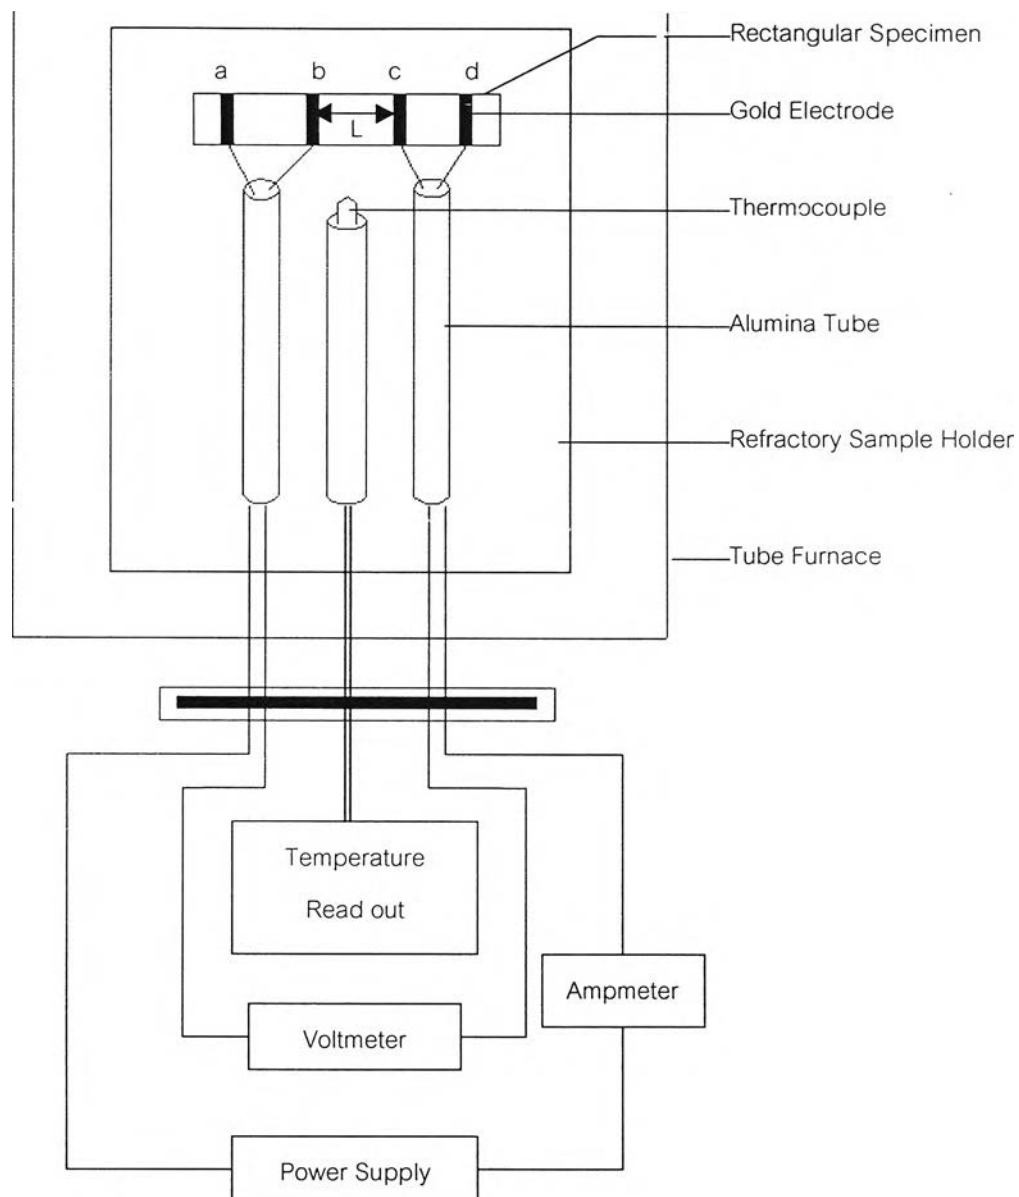 Rectangular Specimen
a b c d
Gold Electrode
L
Thermocouple
Alumina Tube
Refractory Sample Holder
Tube Furnace
Temperature
Read out
Ampmeter
Voltmeter
Power Supply